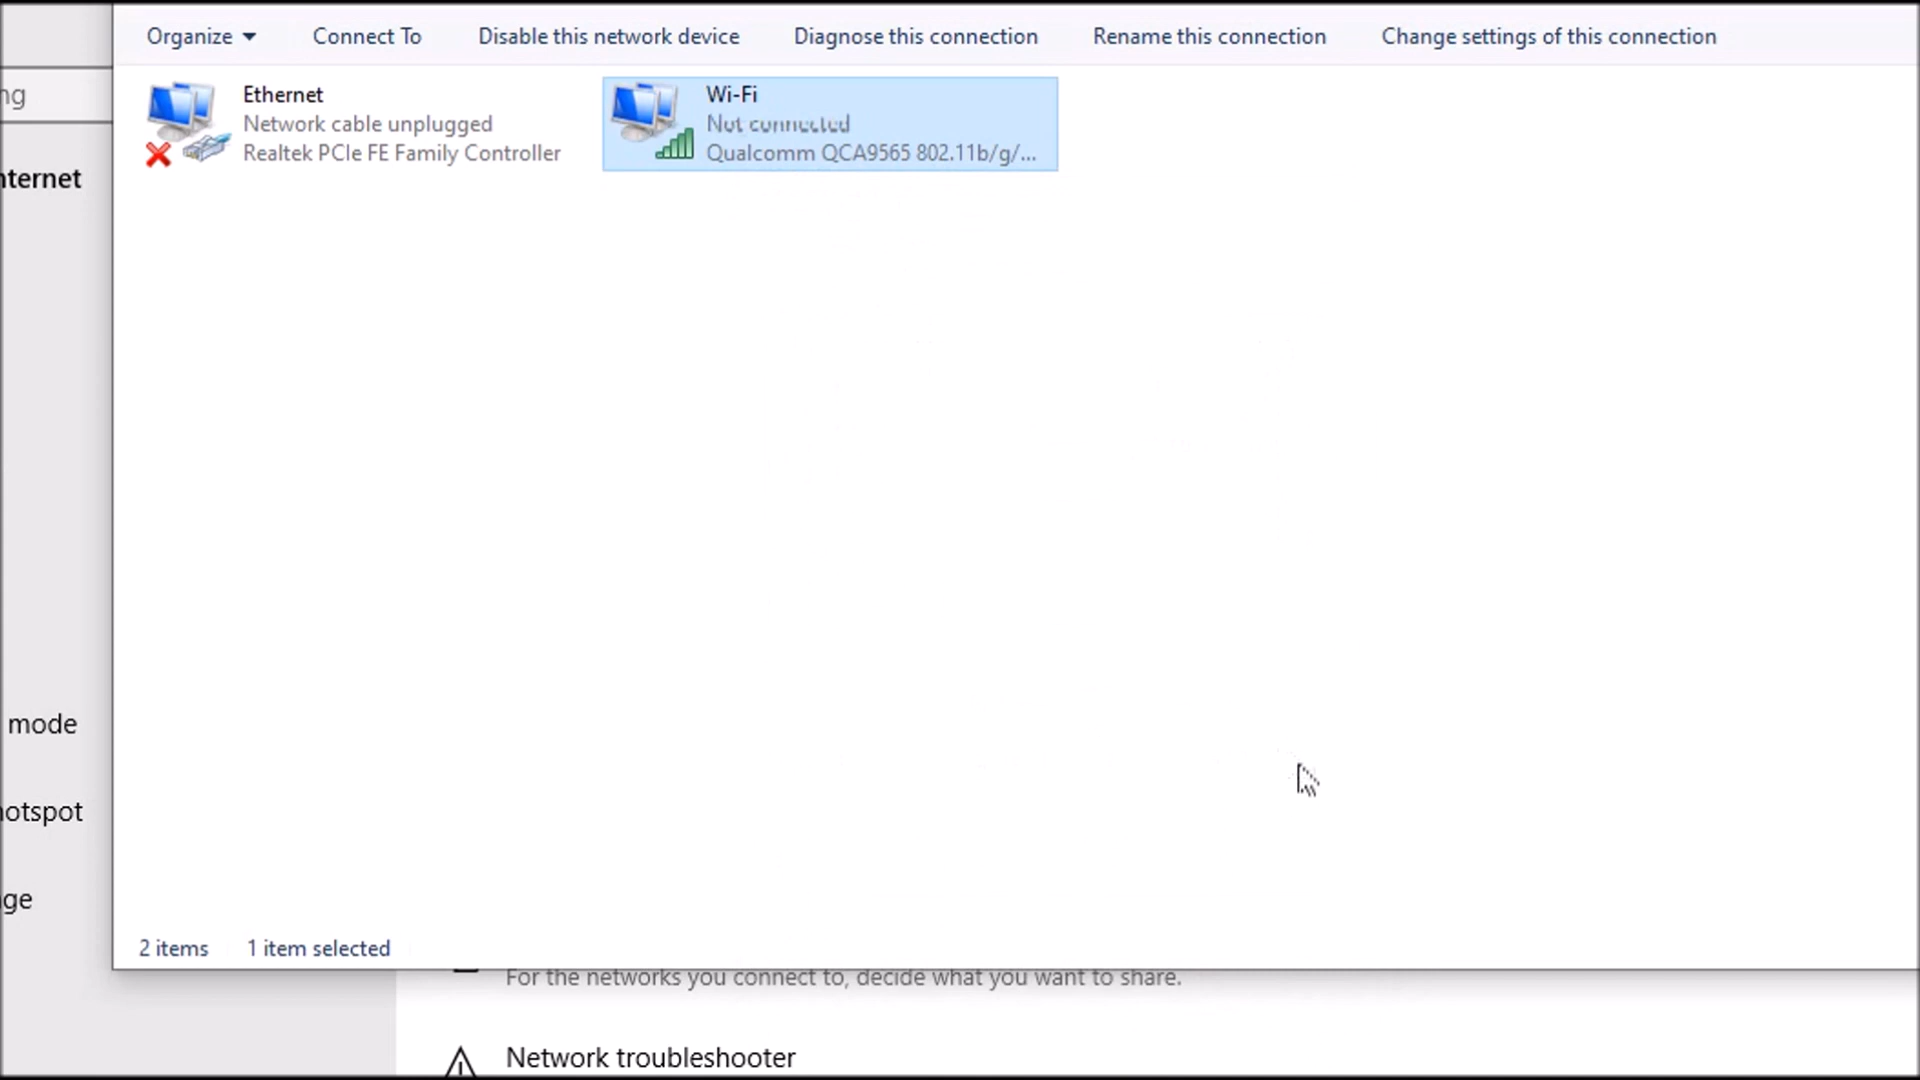 Organize Connect To Disable this network device Diagnose this connection Rename this connection Change settings of this connection
Ethernet
Network cable unplugged
Realtek PCIe FE Family Controller
Wi-Fi
Not connected
Qualcomm QCA9565 802.11b/g/...
ng
nternet
mode
hotspot
ge
2 items 1 item selected
For the networks you connect to, decide what you want to share.
Network troubleshooter